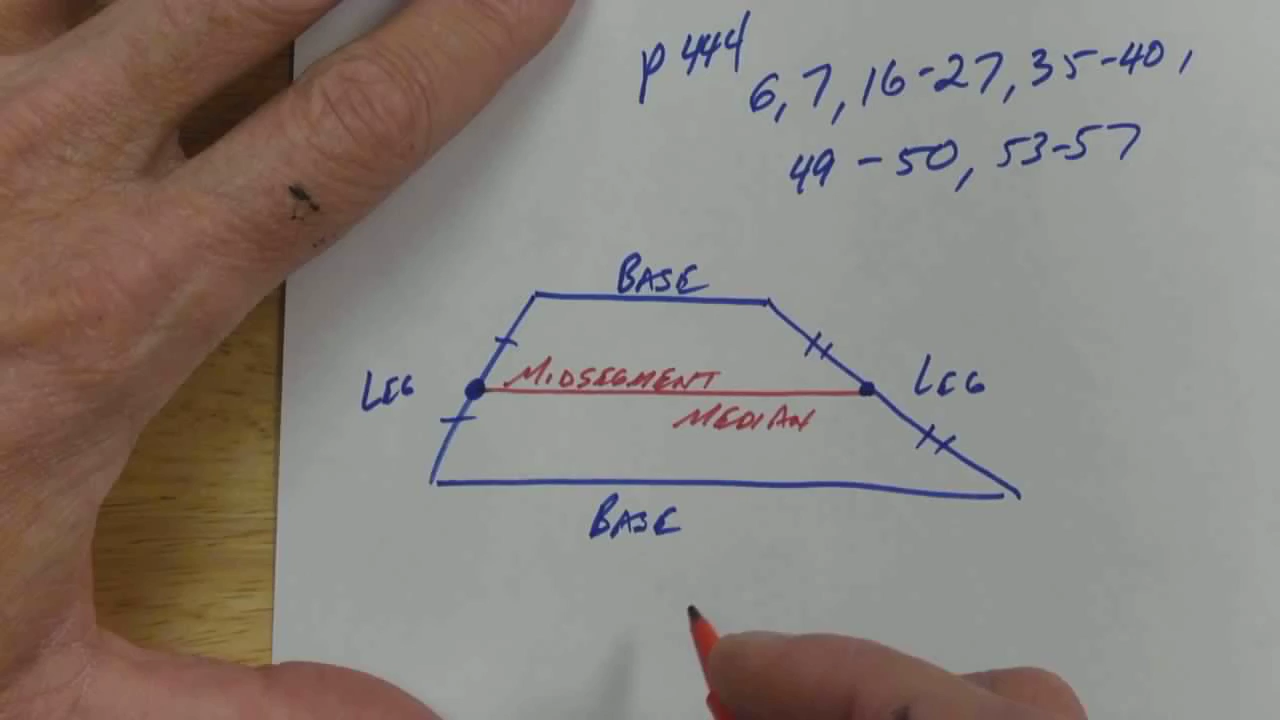 p 444
6, 7, 16-27, 35-40,
49-50, 53-57
BASE
LEG
MIDSEGMENT
LEG
MEDIAN
BASE